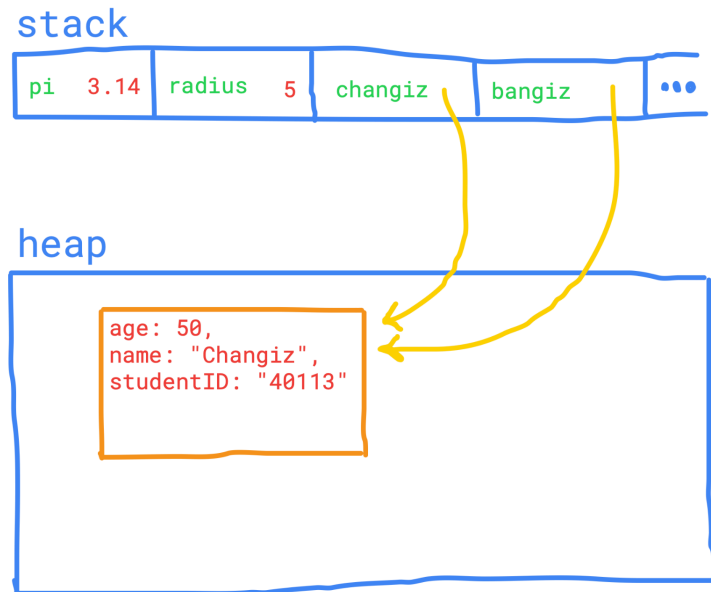 stack
pi 3.14 radius 5 changiz bangiz ...
heap
age: 50,
name: "Changiz",
studentID: "40113"